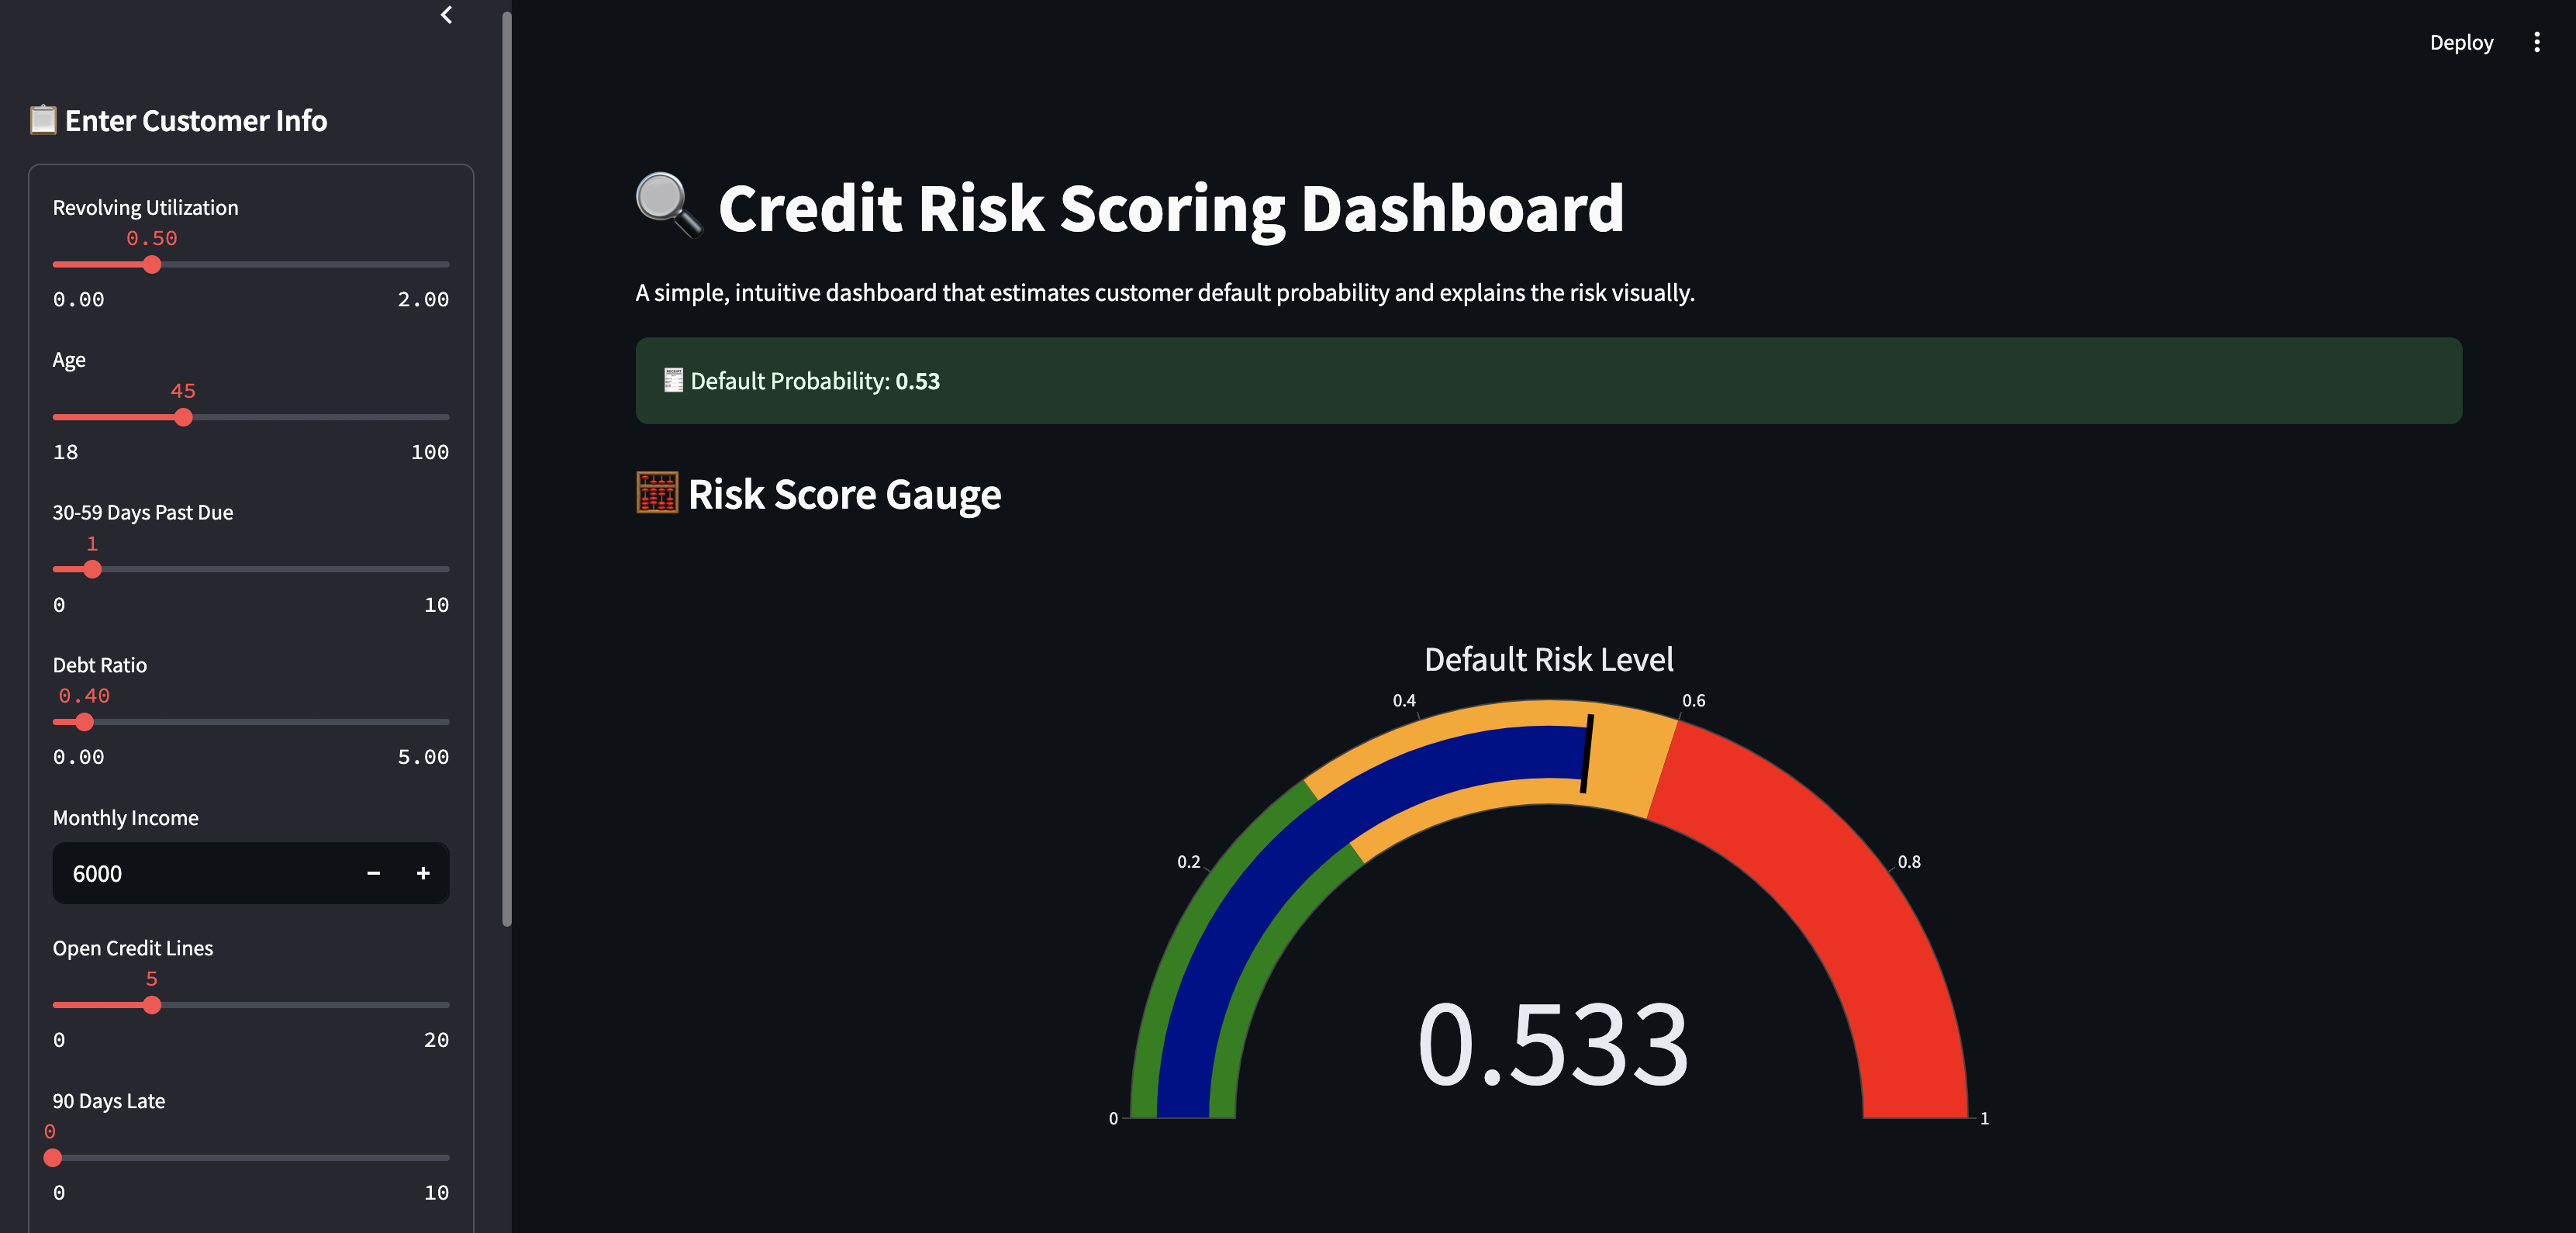 Enter Customer Info
Revolving Utilization
0.50
0.00 2.00
Age
45
18 100
30-59 Days Past Due
1
0 10
Debt Ratio
0.40
0.00 5.00
Monthly Income
6000 − +
Open Credit Lines
5
0 20
90 Days Late
0
0 10
Deploy
Credit Risk Scoring Dashboard
A simple, intuitive dashboard that estimates customer default probability and explains the risk visually.
Default Probability: 0.53
Risk Score Gauge
Default Risk Level
0.4 0.6
0.2 0.8
0.533
0 1